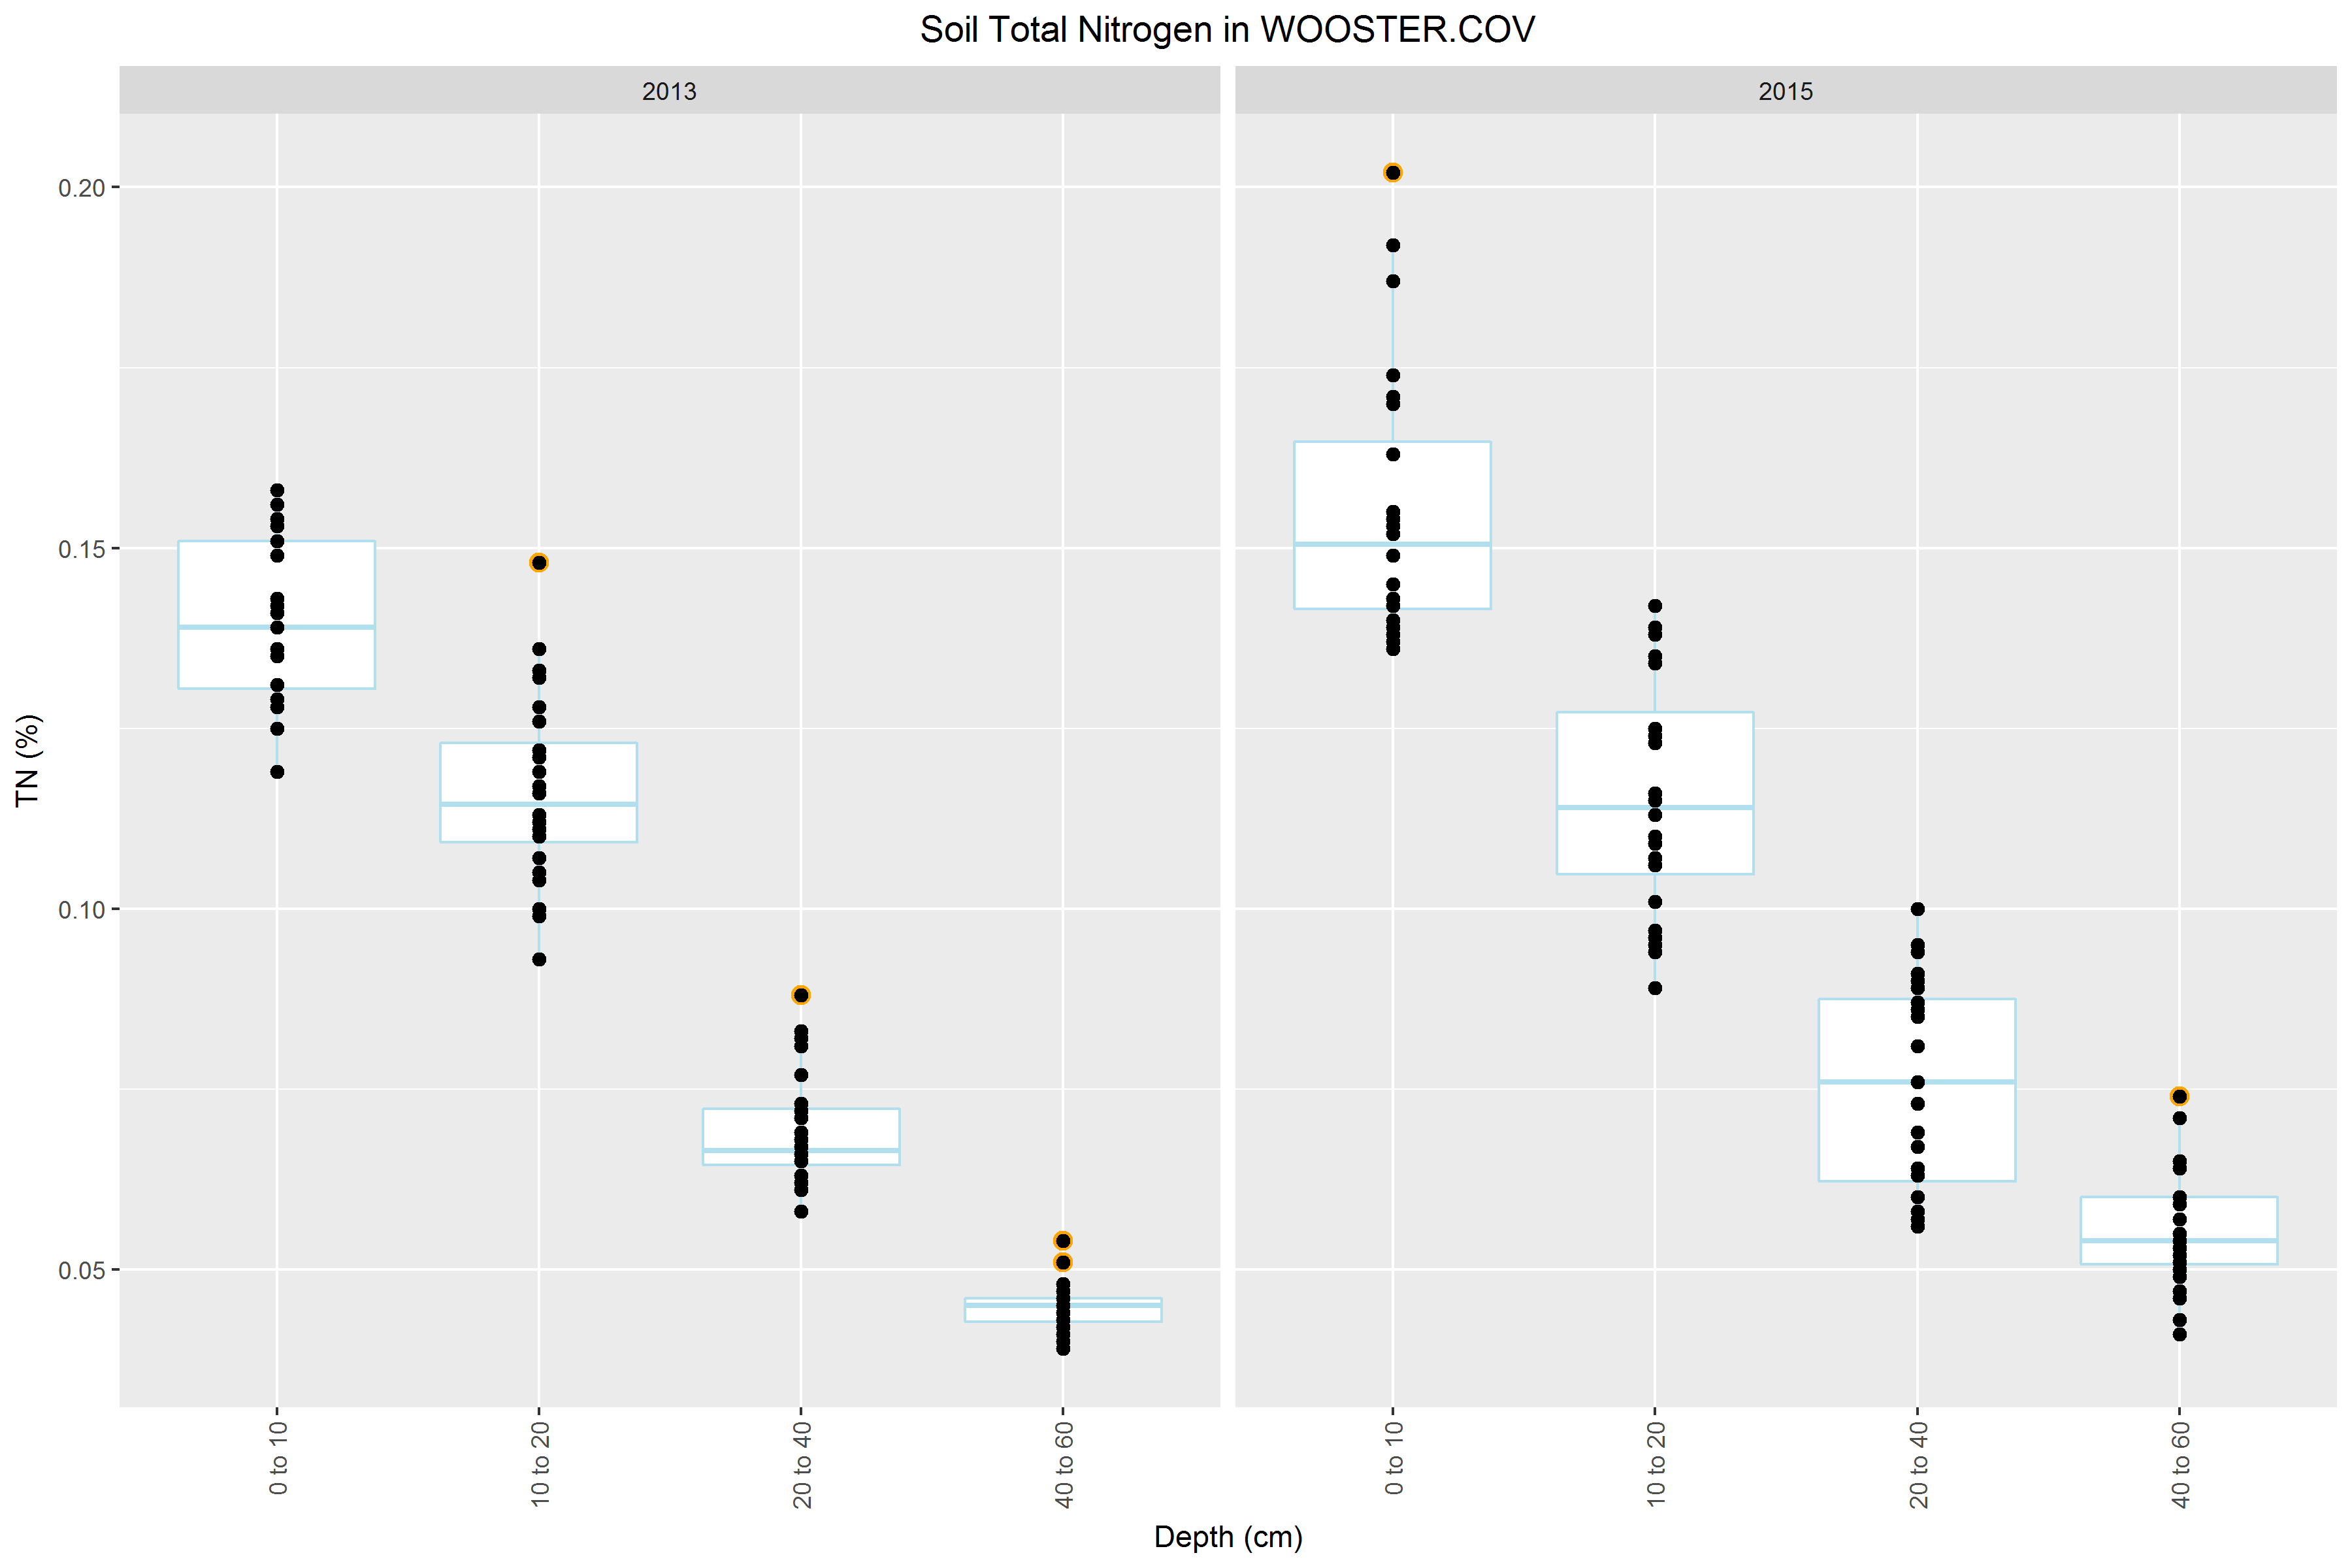 Soil Total Nitrogen in WOOSTER.COV
2013
2015
TN (%)
0.20
0.15
0.10
0.05
0 to 10
10 to 20
20 to 40
40 to 60
0 to 10
10 to 20
20 to 40
40 to 60
Depth (cm)